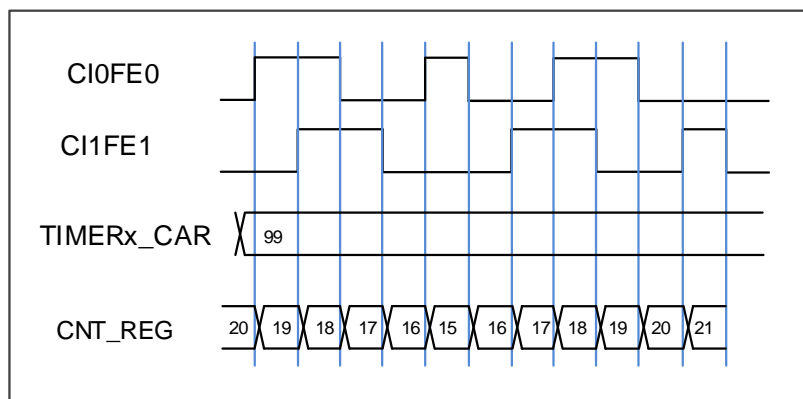 CI0FE0
CI1FE1
TIMERx_CAR 99
CNT_REG 20 19 18 17 16 15 16 17 18 19 20 21